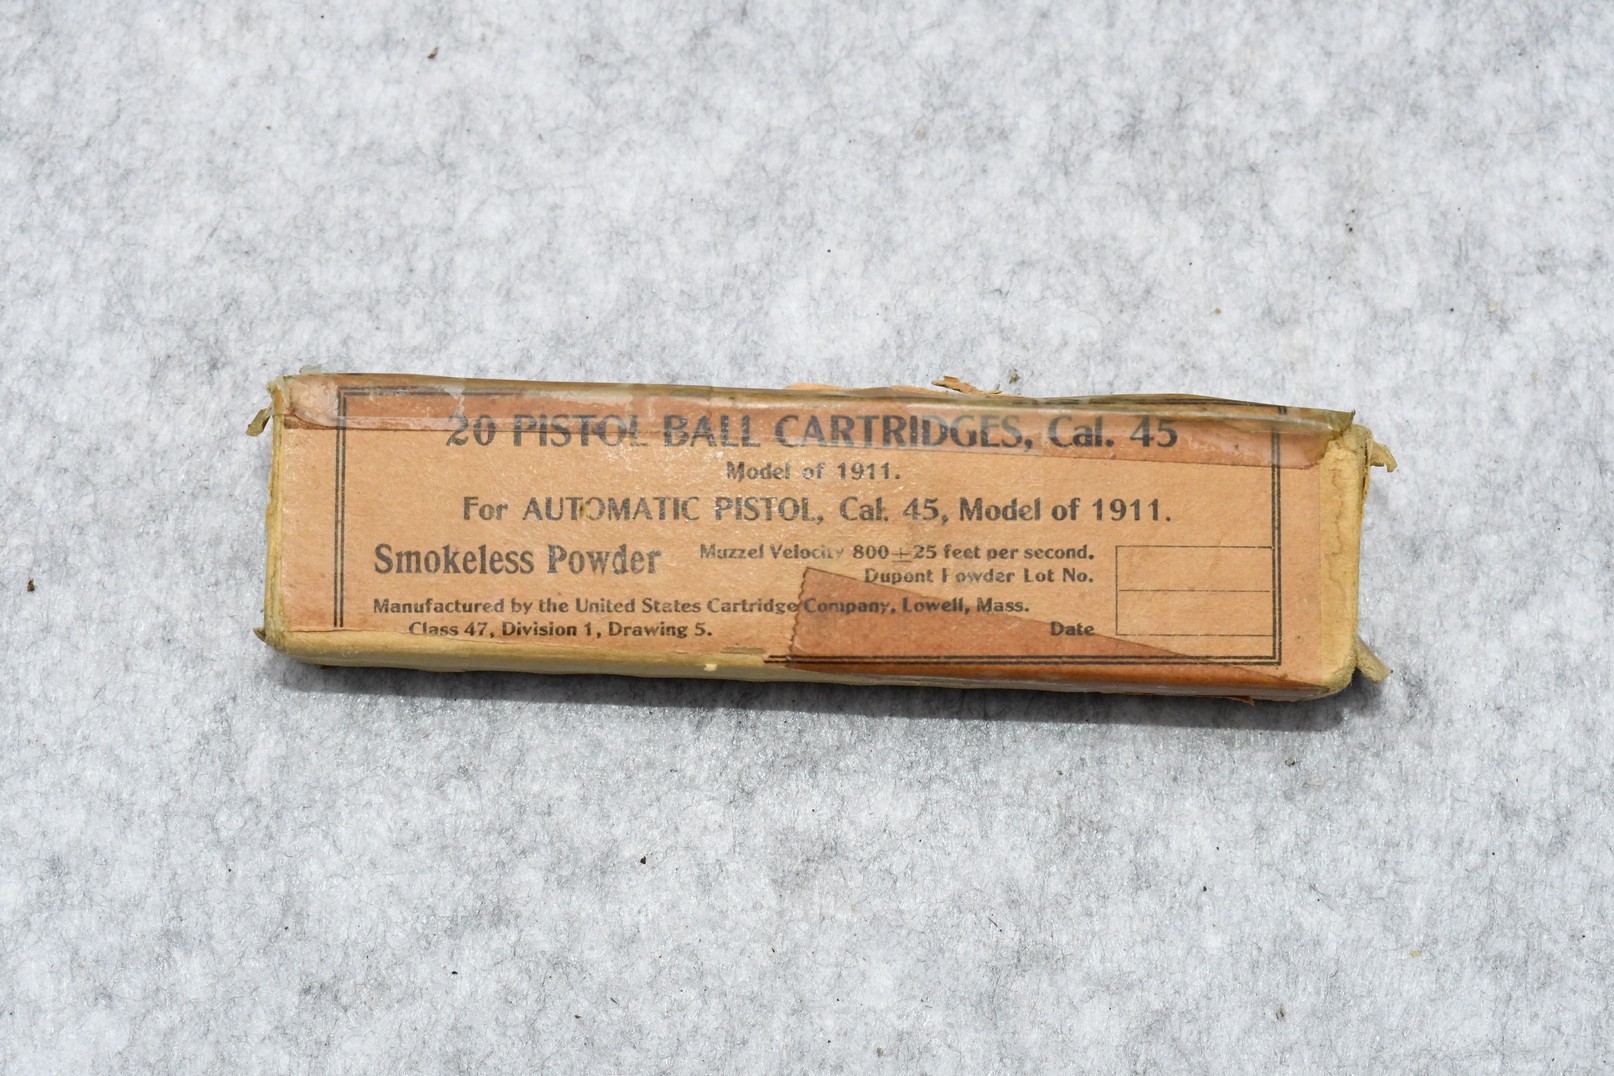 20 PISTOL BALL CARTRIDGES, Cal. 45
Model of 1911.
For AUTOMATIC PISTOL, Cal. 45, Model of 1911.
Smokeless Powder
Muzzel Velocity 800±25 feet per second.
Dupont Powder Lot No.
Manufactured by the United States Cartridge Company, Lowell, Mass.
Class 47, Division 1, Drawing 5.
Date